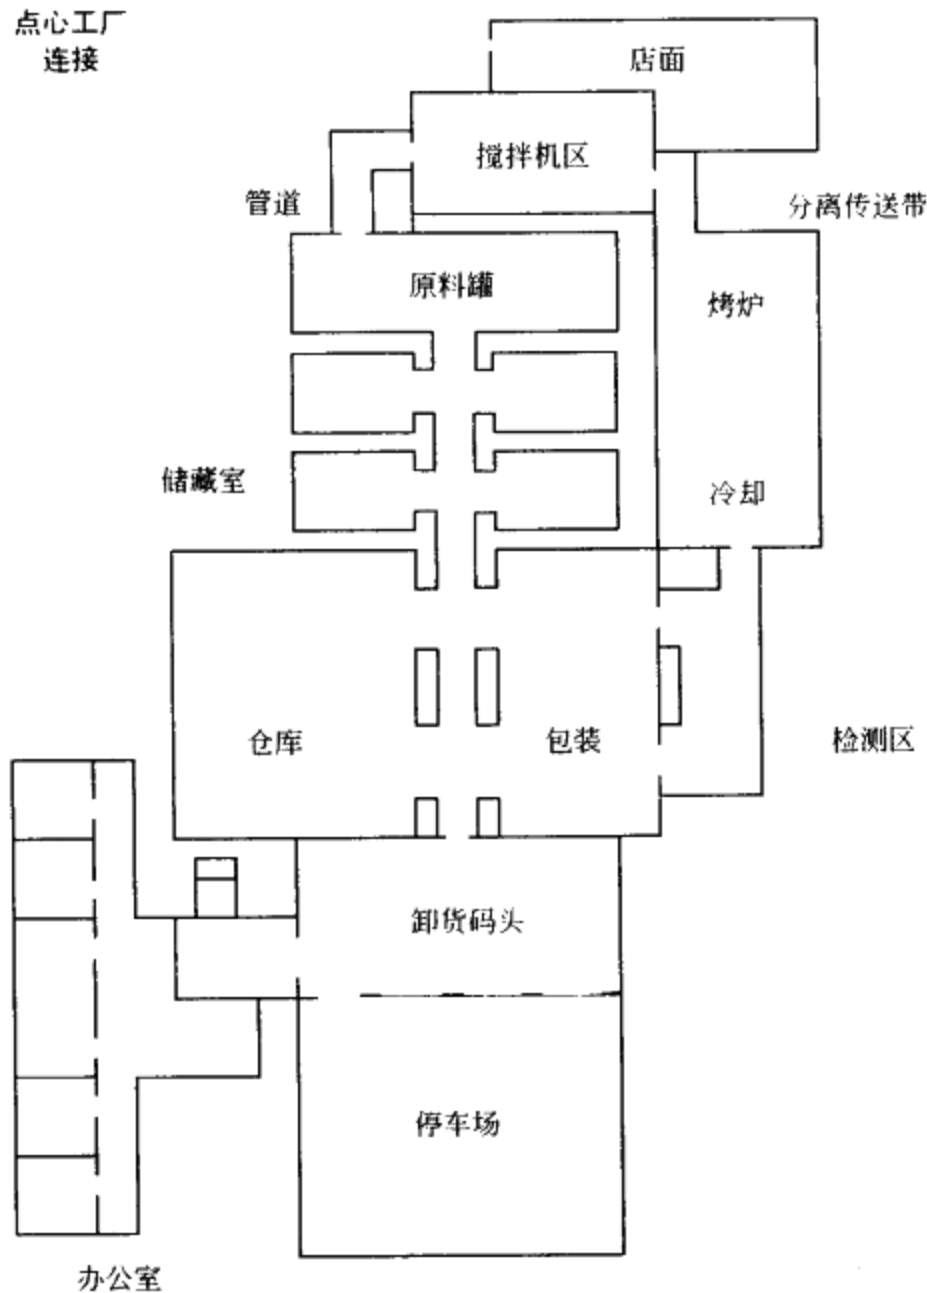 点心工厂
连接
店面
搅拌机区
管道
分离传送带
原料罐
烤炉
储藏室
冷却
仓库
包装
检测区
卸货码头
停车场
办公室